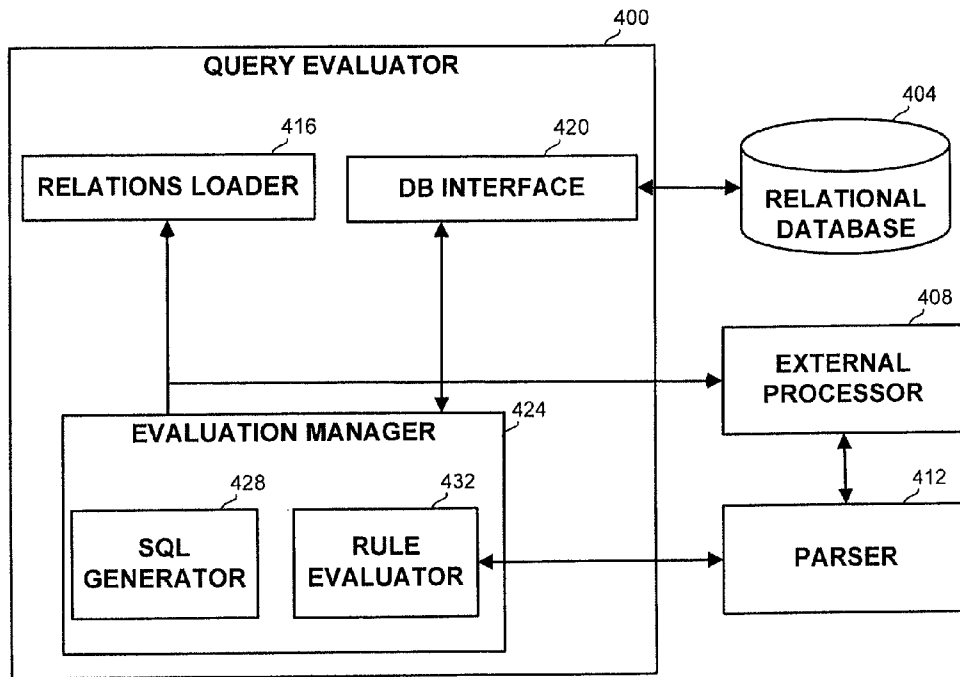 400
QUERY EVALUATOR
416
RELATIONS LOADER
420
DB INTERFACE
404
RELATIONAL
DATABASE
408
EXTERNAL
PROCESSOR
EVALUATION MANAGER
424
428
SQL
GENERATOR
432
RULE
EVALUATOR
412
PARSER